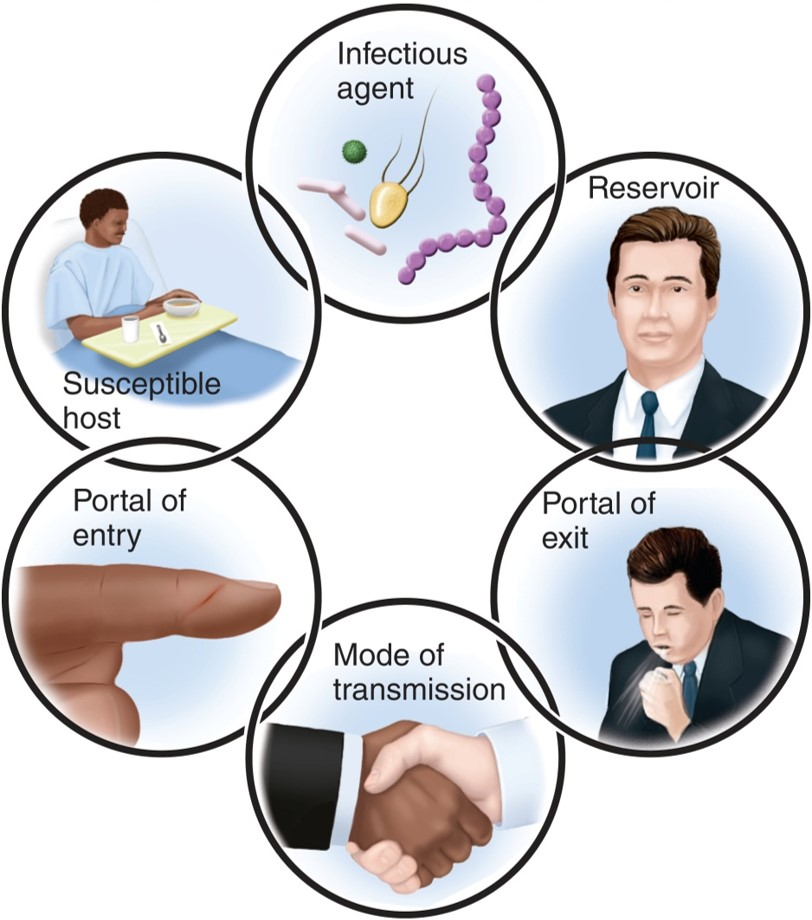 Infectious
agent
Reservoir
Portal of
exit
Mode of
transmission
Portal of
entry
Susceptible
host